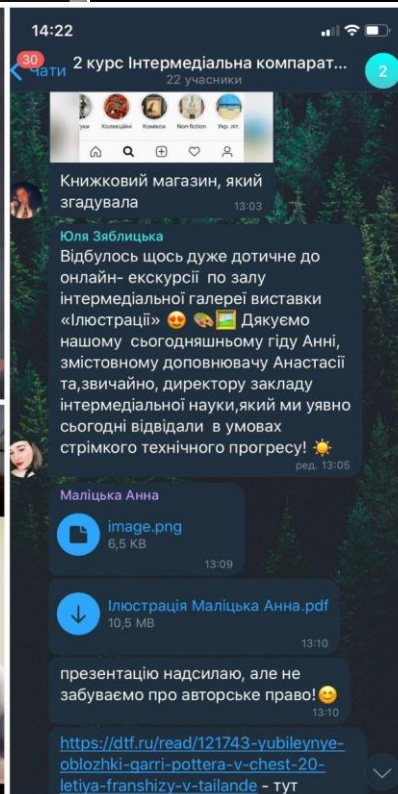 14:22
30
Чати
2 курс Інтермедіальна компарат...
22 учасники
2
Колекційні Комікси Non-fiction Укр. літ.
Книжковий магазин, який
згадувала
13:03
Юля Зяблицька
Відбулось щось дуже дотичне до
онлайн- екскурсії по залу
інтермедіальної галереї виставки
«Ілюстрації» 😍 🎨🖼️ Дякуємо
нашому сьогодняшньому гіду Анні,
змістовному доповнювачу Анастасії
та,звичайно, директору закладу
інтермедіальної науки,який ми уявно
сьогодні відвідали в умовах
стрімкого технічного прогресу! ☀️
ред. 13:05
Маліцька Анна
image.png
6,5 KB
13:09
Ілюстрація Маліцька Анна.pdf
10,5 MB
13:10
презентацію надсилаю, але не
забуваємо про авторське право!😊
13:10
https://dtf.ru/read/121743-yubileynye-
oblozhki-garri-pottera-v-chest-20-
letiya-franshizy-v-tailande - тут